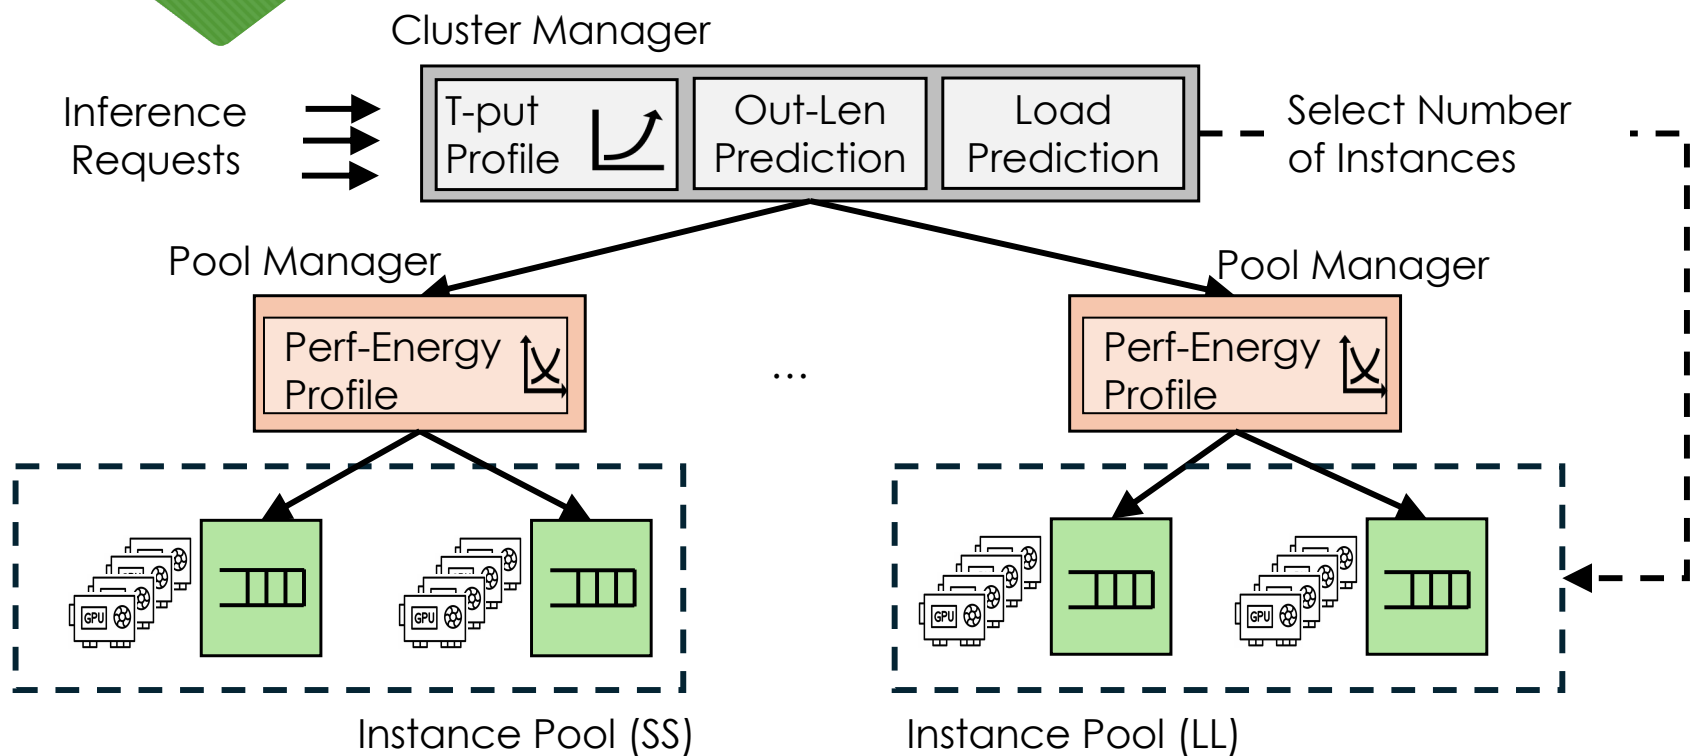 Cluster Manager
Inference
Requests
T-put
Profile
Out-Len
Prediction
Load
Prediction
Select Number
of Instances
Pool Manager
Pool Manager
Perf-Energy
Profile
...
Perf-Energy
Profile
GPU
GPU
GPU
GPU
Instance Pool (SS)
Instance Pool (LL)